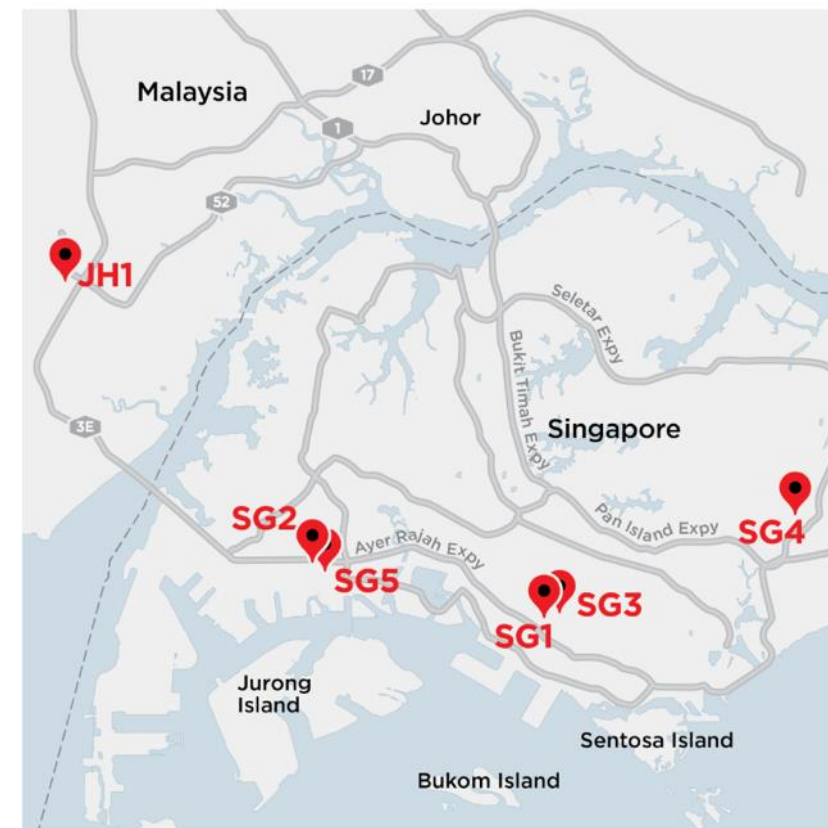 17
Malaysia
Johor
1
52
JH1
Seletar Expy
Bukit Timah Expy
3E
Singapore
SG2
Ayer Rajah Expy
Pan Island Expy
SG4
SG5
SG3
SG1
Jurong
Island
Sentosa Island
Bukom Island